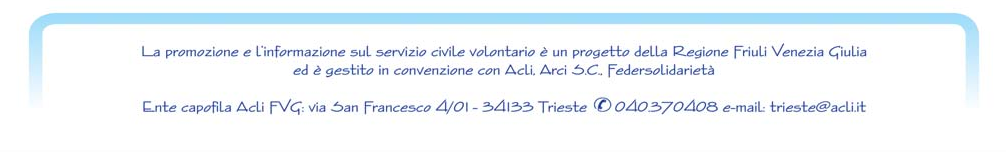 La promozione e l'informazione sul servizio civile volontario è un progetto della Regione Friuli Venezia Giulia
ed è gestito in convenzione con Acli, Arci S.C., Federsolidarietà
Ente capofila Acli FVG: via San Francesco 4/01 - 34133 Trieste ✆ 040370408 e-mail: trieste@acli.it